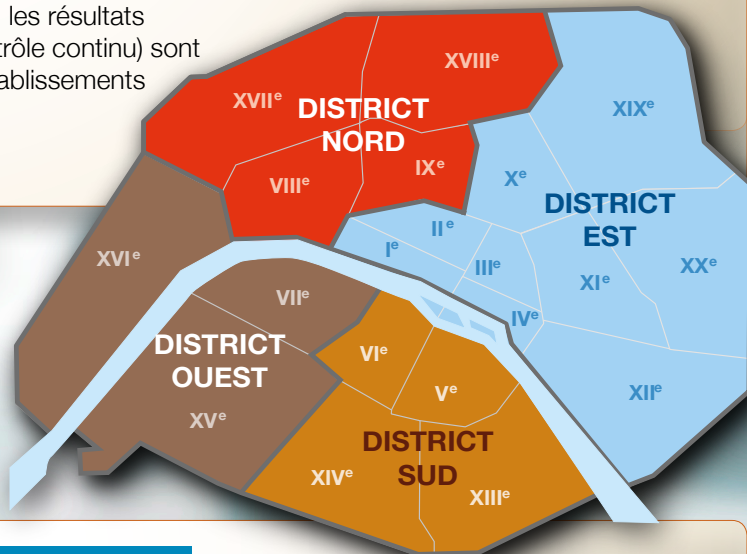 les résultats
trôle continu) sont
ablissements
XVIIIe
XVIIe
DISTRICT
NORD
XIXe
IXe
VIIIe
Xe
DISTRICT
EST
IIe
Ie
IIIe
XVIe
XXe
XIe
VIIe
IVe
DISTRICT
OUEST
VIe
Ve
XIIe
XVe
DISTRICT
SUD
XIVe
XIIIe